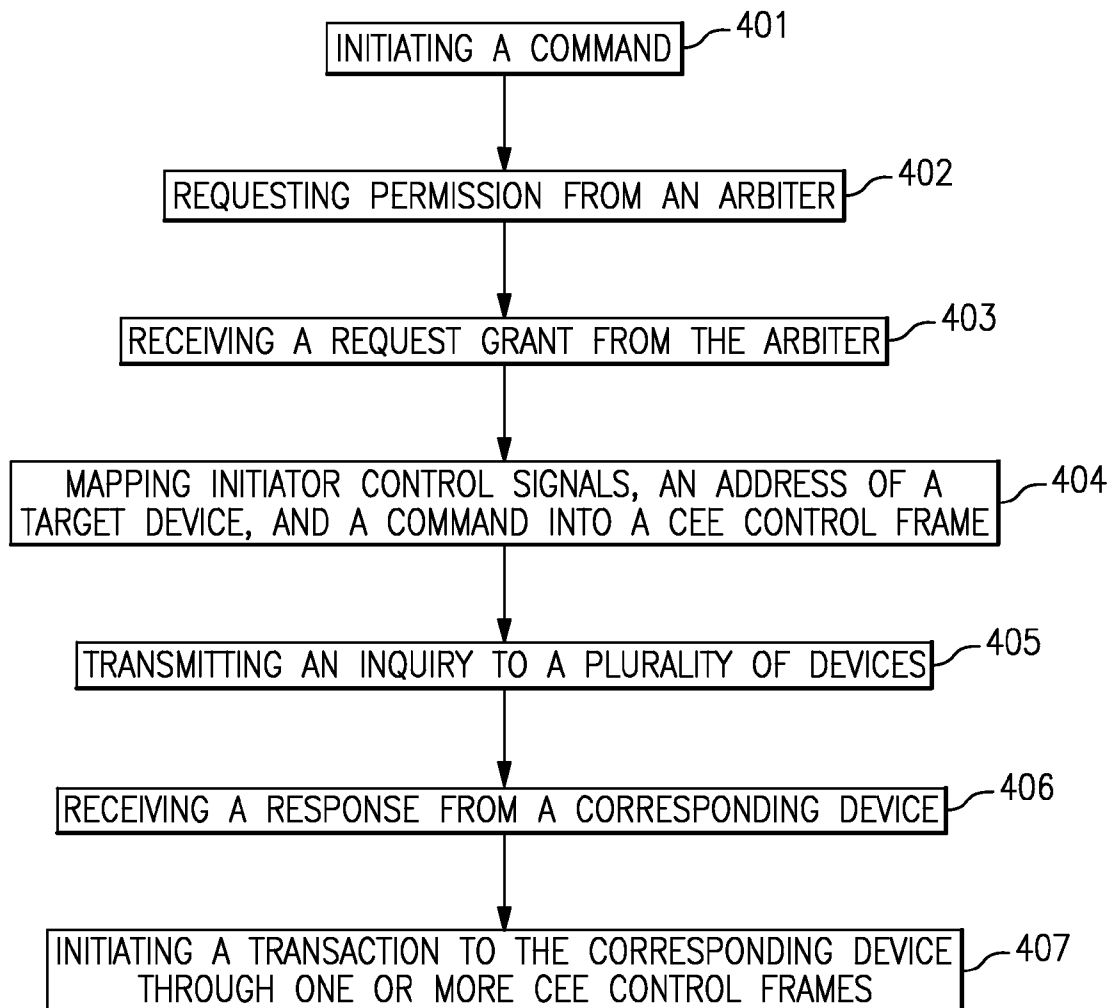 INITIATING A COMMAND
401
REQUESTING PERMISSION FROM AN ARBITER
402
RECEIVING A REQUEST GRANT FROM THE ARBITER
403
MAPPING INITIATOR CONTROL SIGNALS, AN ADDRESS OF A
TARGET DEVICE, AND A COMMAND INTO A CEE CONTROL FRAME
404
TRANSMITTING AN INQUIRY TO A PLURALITY OF DEVICES
405
RECEIVING A RESPONSE FROM A CORRESPONDING DEVICE
406
INITIATING A TRANSACTION TO THE CORRESPONDING DEVICE
THROUGH ONE OR MORE CEE CONTROL FRAMES
407